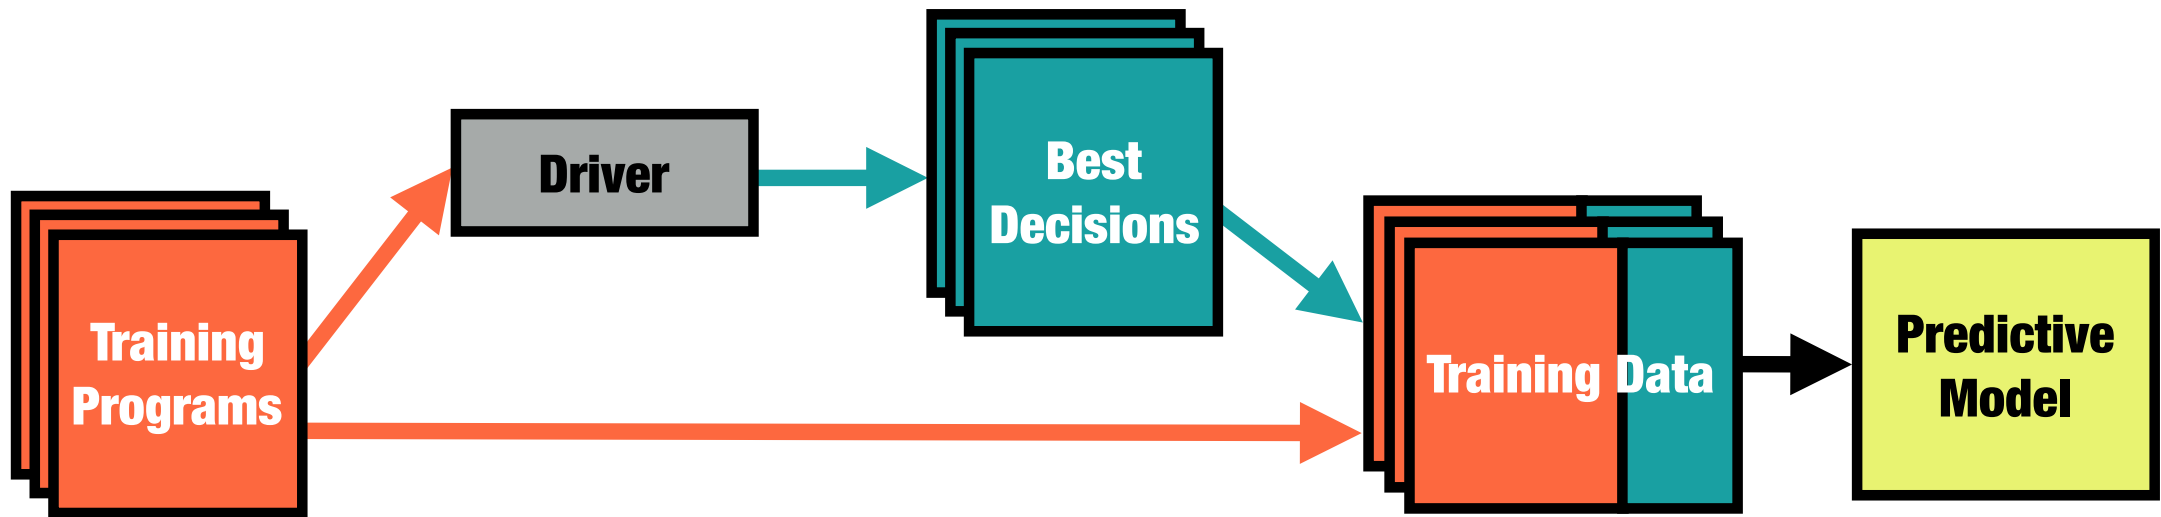 Training
Programs
Driver
Best
Decisions
Training Data
Predictive
Model